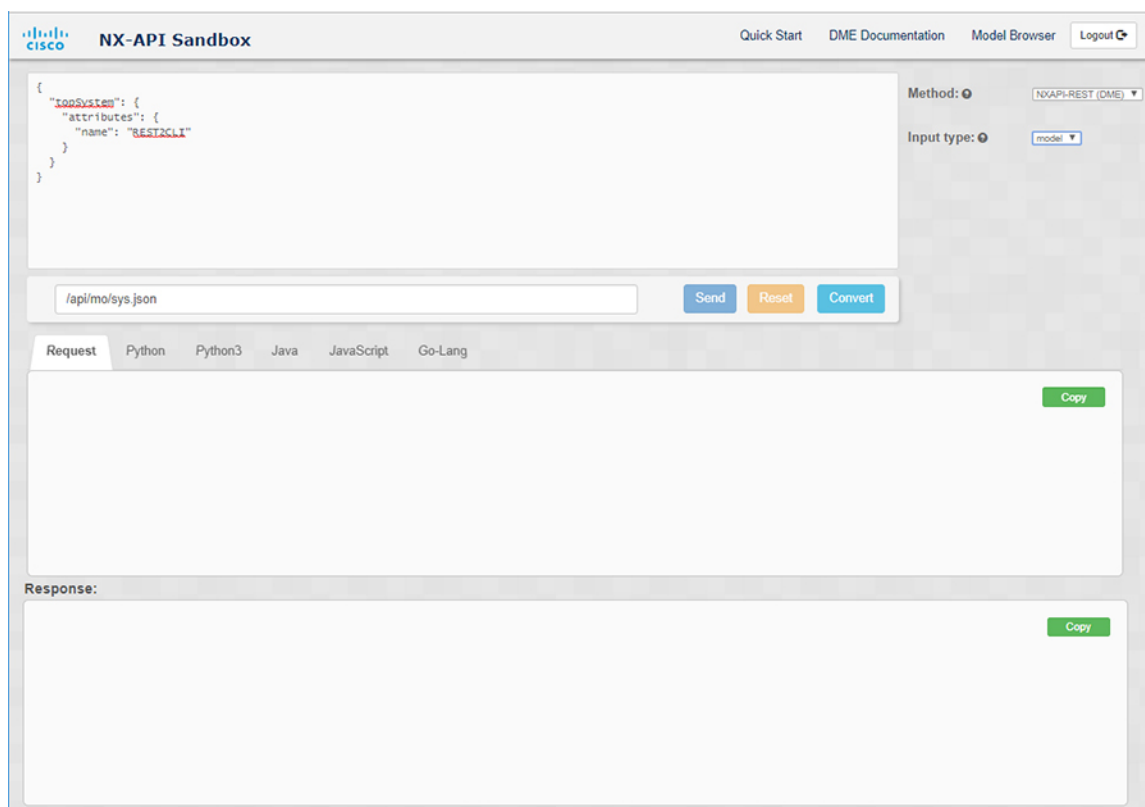 CISCO
NX-API Sandbox
Quick Start
DME Documentation
Model Browser
Logout
{
"topSystem": {
"attributes": {
"name": "REST2CLI"
}
}
}
Method:
NXAPI-REST (DME)
Input type:
model
/api/mo/sys.json
Send
Reset
Convert
Request
Python
Python3
Java
JavaScript
Go-Lang
Copy
Response:
Copy